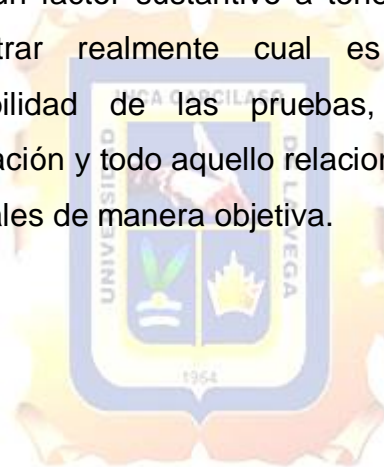 un factor sustantivo a tene
trar realmente cual es
bilidad de las pruebas,
ación y todo aquello relacion
ales de manera objetiva.
INCA GARCILASO
DE LA VEGA
UNIVERSIDAD
1964